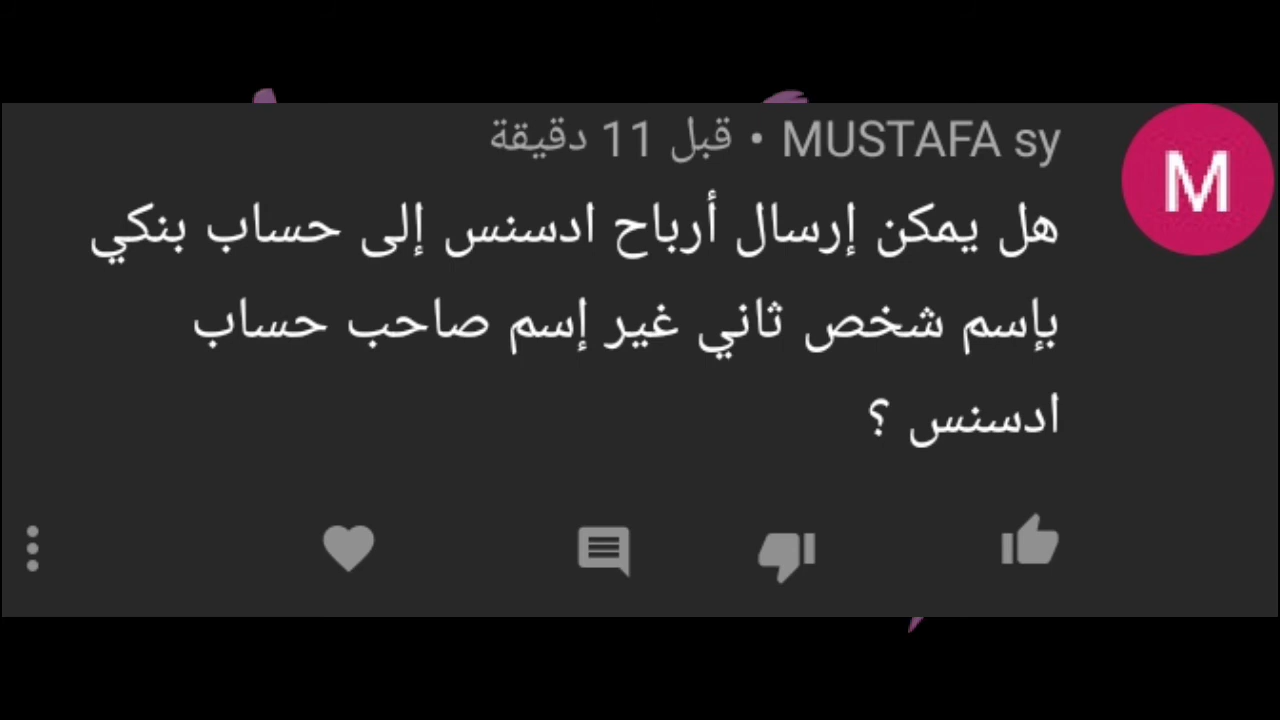 MUSTAFA sy • قبل 11 دقيقة
M
هل يمكن إرسال أرباح ادسنس إلى حساب بنكي
بإسم شخص ثاني غير إسم صاحب حساب
ادسنس ؟